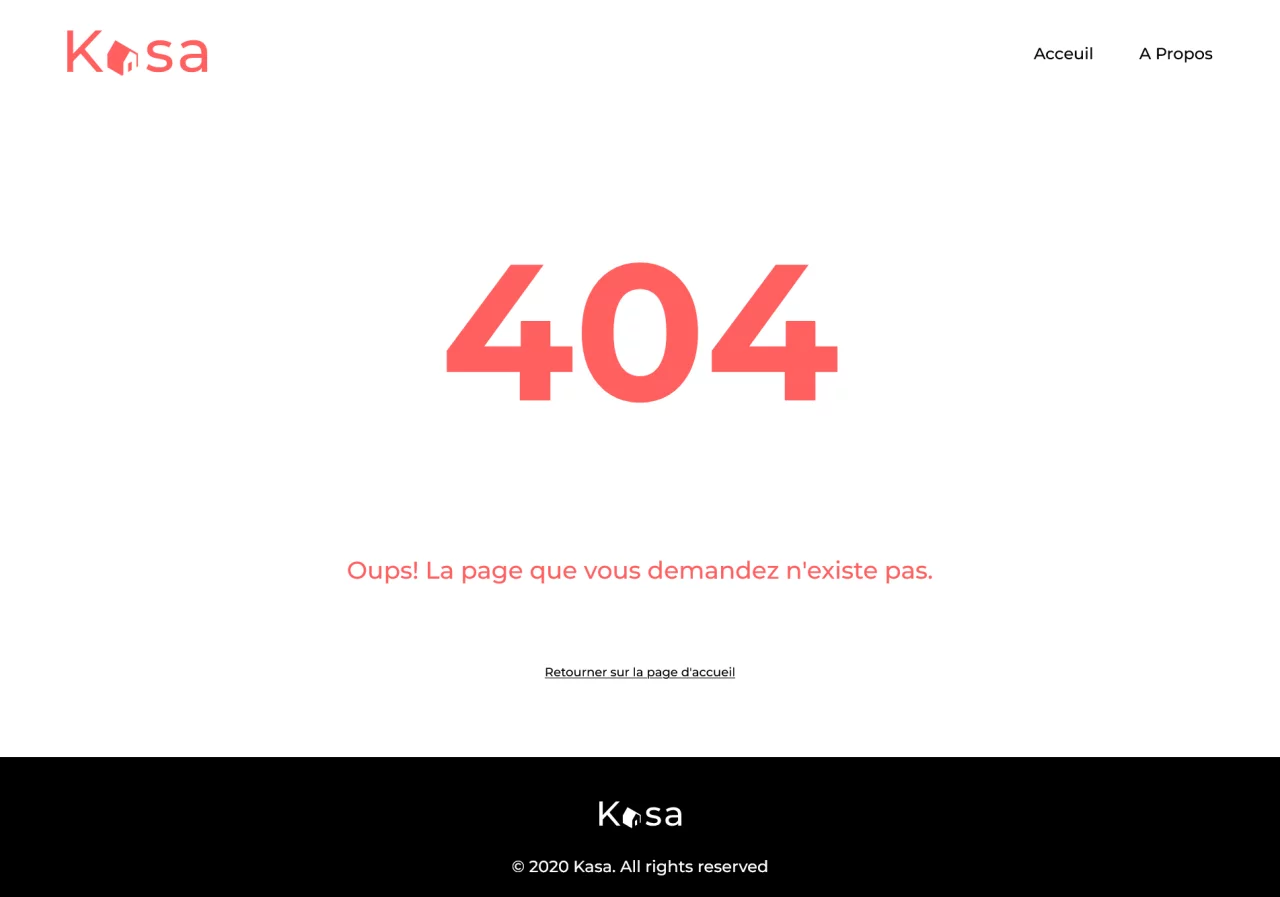 Kasa
Acceuil
A Propos
404
Oups! La page que vous demandez n'existe pas.
Retourner sur la page d'accueil
Kasa
© 2020 Kasa. All rights reserved